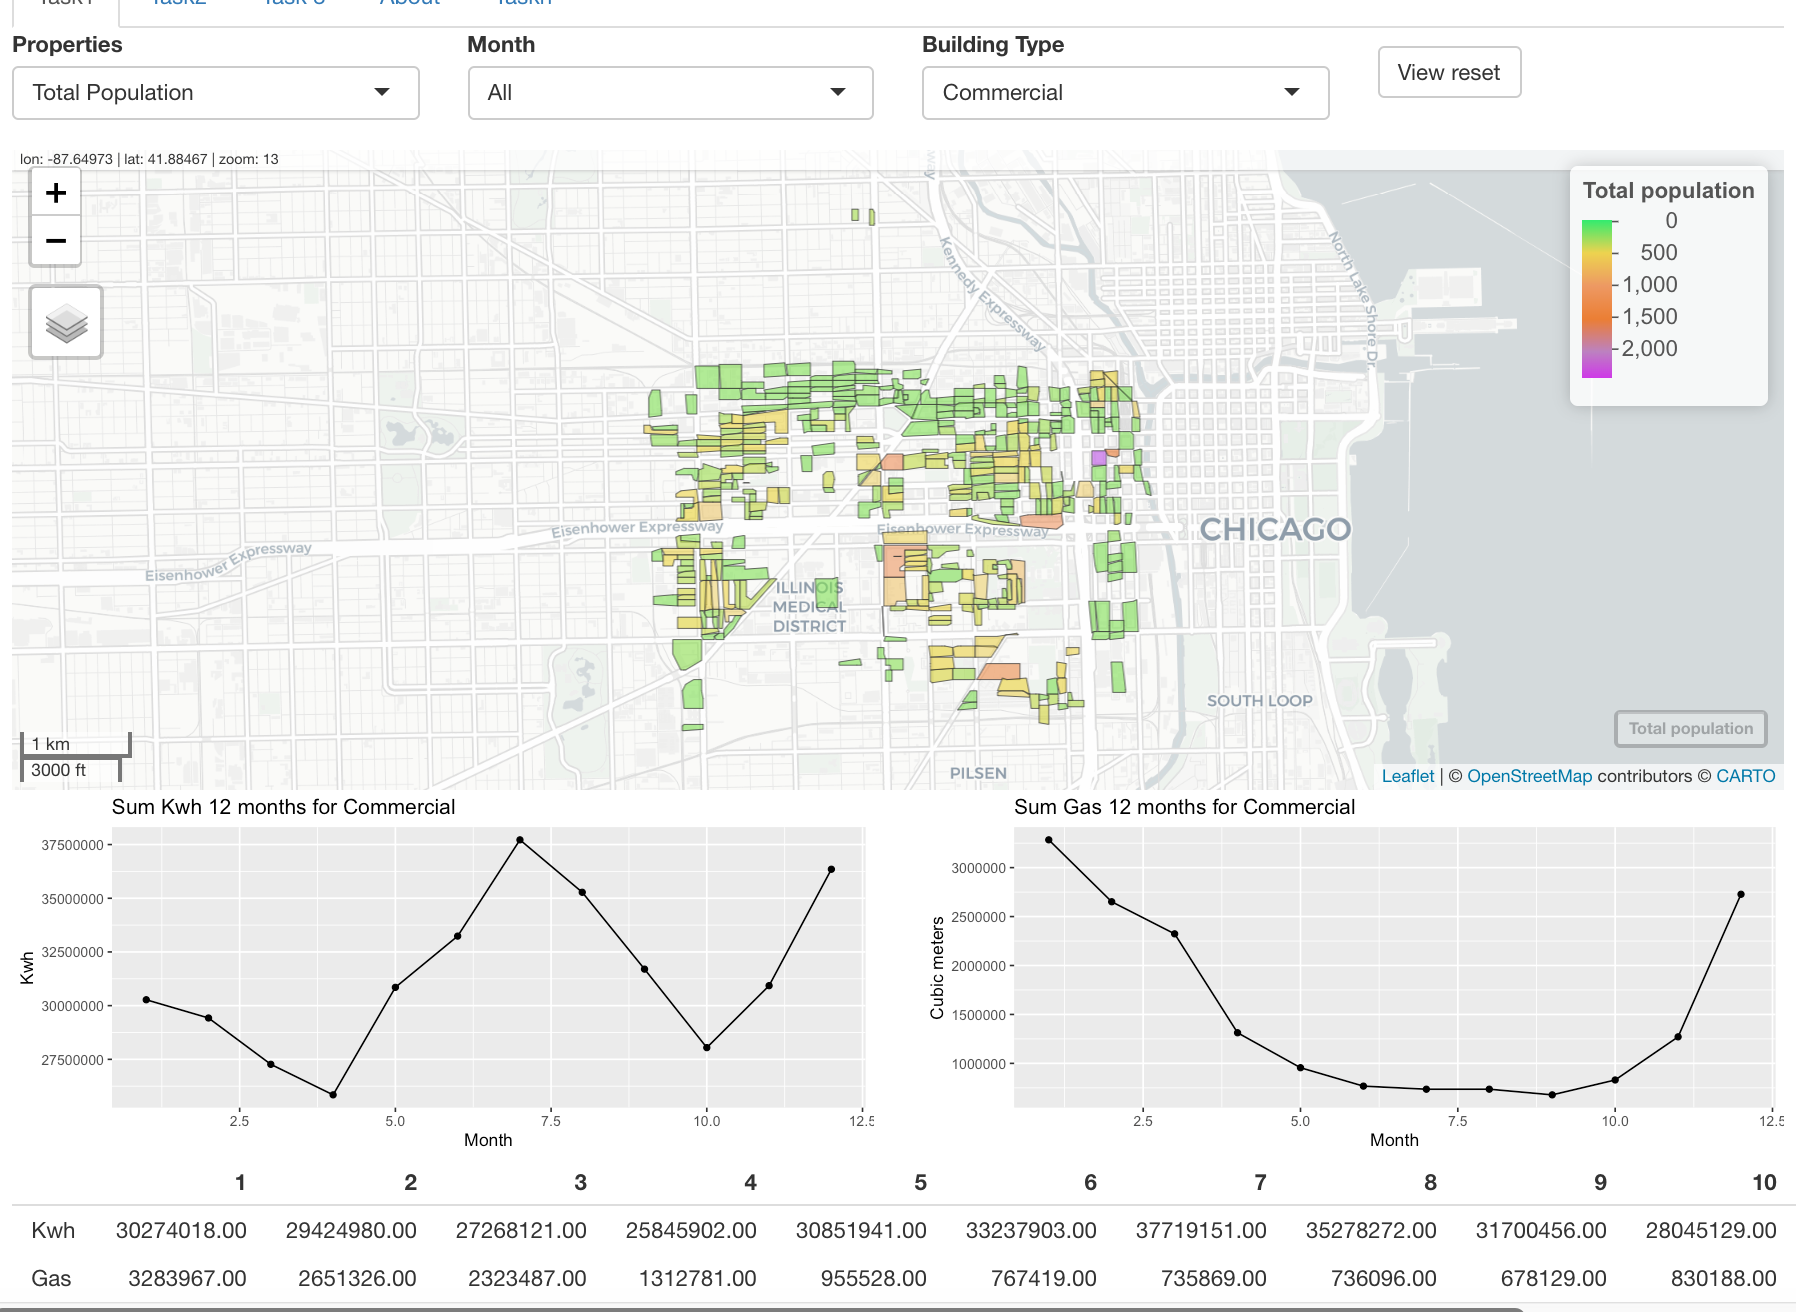 Task1 Task2 Task 3 About TaskH
Properties Month Building Type
Total Population All Commercial View reset
lon: -87.64973 | lat: 41.88467 | zoom: 13
+
−
Total population
0
500
1,000
1,500
2,000
Kennedy Expressway
North Lake Shore Dr
Eisenhower Expressway
Eisenhower Expressway
Eisenhower Expressway
CHICAGO
ILLINOIS
MEDICAL
DISTRICT
SOUTH LOOP
PILSEN
1 km
3000 ft
Total population
Leaflet | © OpenStreetMap contributors © CARTO
Sum Kwh 12 months for Commercial
37500000
35000000
32500000
30000000
27500000
Kwh
2.5 5.0 7.5 10.0 12.5
Month
Sum Gas 12 months for Commercial
3000000
2500000
2000000
1500000
1000000
Cubic meters
2.5 5.0 7.5 10.0 12.5
Month
1 2 3 4 5 6 7 8 9 10
Kwh 30274018.00 29424980.00 27268121.00 25845902.00 30851941.00 33237903.00 37719151.00 35278272.00 31700456.00 28045129.00
Gas 3283967.00 2651326.00 2323487.00 1312781.00 955528.00 767419.00 735869.00 736096.00 678129.00 830188.00